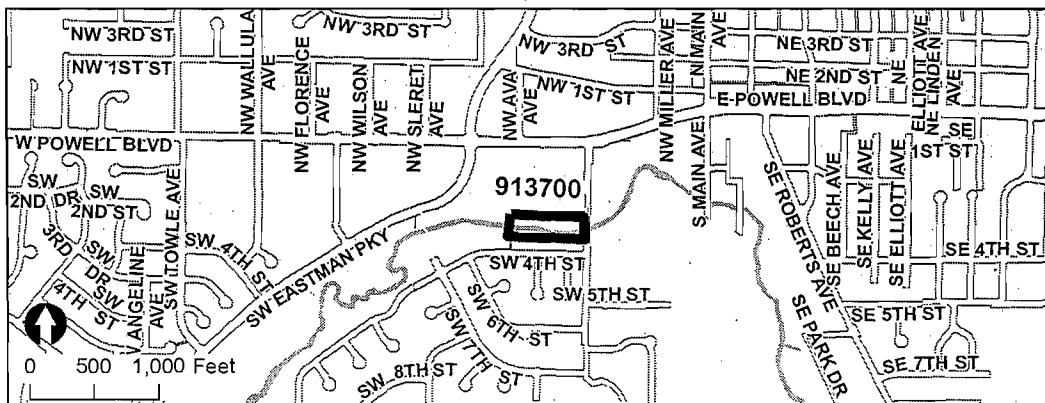 NW 3RD ST
NW 1ST ST
NW WALLULA AVE
NW 3RD ST
NW FLORENCE AVE
NW WILSON AVE
NW SLERET AVE
NW 3RD ST
NW AVA AVE
NW 1ST ST
NW MILLER AVE
N MAIN AVE
NE 3RD ST
NE 2ND ST
NE ELLIOTT AVE
NE LINDEN AVE
E POWELL BLVD
W POWELL BLVD
SE 1ST ST
SW 2ND DR
SW 2ND ST
SW TOWLE AVE
913700
S MAIN AVE
SE ROBERTS AVE
SE BEECH AVE
SE KELLY AVE
SE ELLIOTT AVE
3RD DR
SW
SW 4TH ST
SW EASTMAN PKY
SW 4TH ST
SE 4TH ST
4TH ST
SW
ANGELINE AVE
SW 5TH ST
SE 5TH ST
SW 6TH ST
SW 7TH ST
SW 8TH ST
SE PARK DR
SE 7TH ST
0 500 1,000 Feet